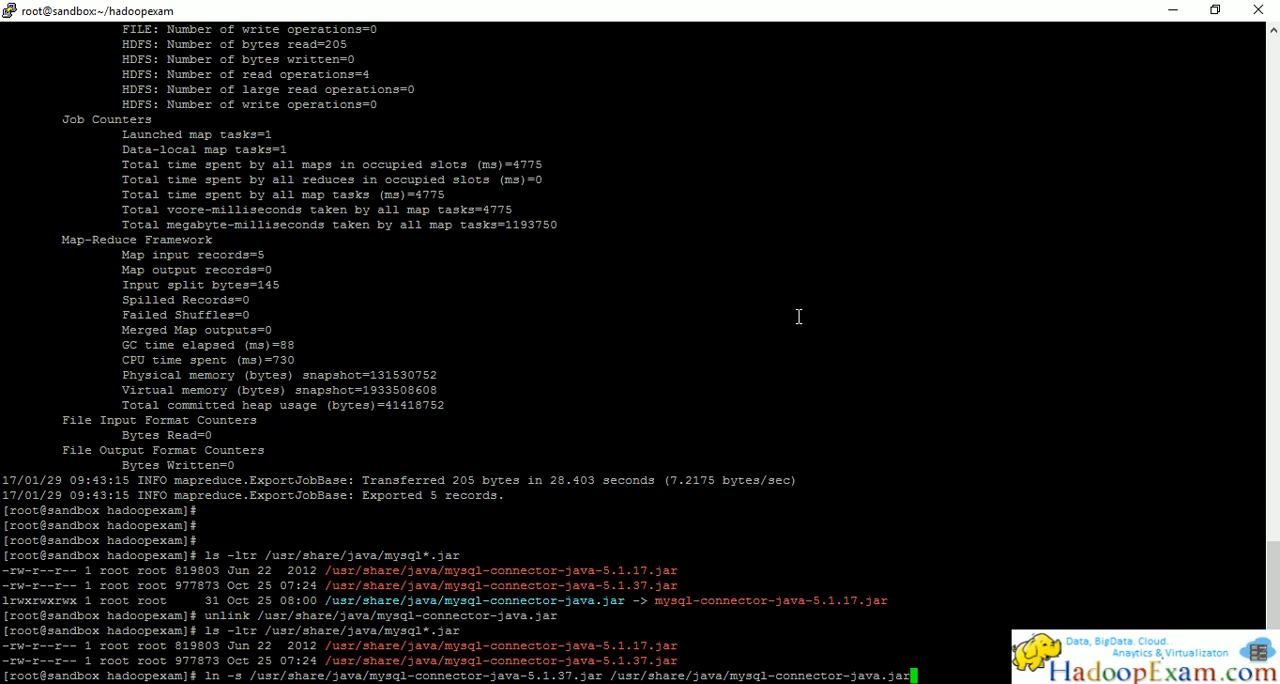 root@sandbox:~/hadoopexam
FILE: Number of write operations=0
HDFS: Number of bytes read=205
HDFS: Number of bytes written=0
HDFS: Number of read operations=4
HDFS: Number of large read operations=0
HDFS: Number of write operations=0
Job Counters
Launched map tasks=1
Data-local map tasks=1
Total time spent by all maps in occupied slots (ms)=4775
Total time spent by all reduces in occupied slots (ms)=0
Total time spent by all map tasks (ms)=4775
Total vcore-milliseconds taken by all map tasks=4775
Total megabyte-milliseconds taken by all map tasks=1193750
Map-Reduce Framework
Map input records=5
Map output records=0
Input split bytes=145
Spilled Records=0
Failed Shuffles=0
Merged Map outputs=0
GC time elapsed (ms)=88
CPU time spent (ms)=730
Physical memory (bytes) snapshot=131530752
Virtual memory (bytes) snapshot=1933508608
Total committed heap usage (bytes)=41418752
File Input Format Counters
Bytes Read=0
File Output Format Counters
Bytes Written=0
17/01/29 09:43:15 INFO mapreduce.ExportJobBase: Transferred 205 bytes in 28.403 seconds (7.2175 bytes/sec)
17/01/29 09:43:15 INFO mapreduce.ExportJobBase: Exported 5 records.
[root@sandbox hadoopexam]#
[root@sandbox hadoopexam]#
[root@sandbox hadoopexam]#
[root@sandbox hadoopexam]# ls -ltr /usr/share/java/mysql*.jar
-rw-r--r-- 1 root root 819803 Jun 22  2012 /usr/share/java/mysql-connector-java-5.1.17.jar
-rw-r--r-- 1 root root 977873 Oct 25 07:24 /usr/share/java/mysql-connector-java-5.1.37.jar
lrwxrwxrwx 1 root root     31 Oct 25 08:00 /usr/share/java/mysql-connector-java.jar -> mysql-connector-java-5.1.17.jar
[root@sandbox hadoopexam]# unlink /usr/share/java/mysql-connector-java.jar
[root@sandbox hadoopexam]# ls -ltr /usr/share/java/mysql*.jar
-rw-r--r-- 1 root root 819803 Jun 22  2012 /usr/share/java/mysql-connector-java-5.1.17.jar
-rw-r--r-- 1 root root 977873 Oct 25 07:24 /usr/share/java/mysql-connector-java-5.1.37.jar
[root@sandbox hadoopexam]# ln -s /usr/share/java/mysql-connector-java-5.1.37.jar /usr/share/java/mysql-connector-java.jar
Data, BigData. Cloud.
Anaytics & Virtualizaton
HadoopExam.com